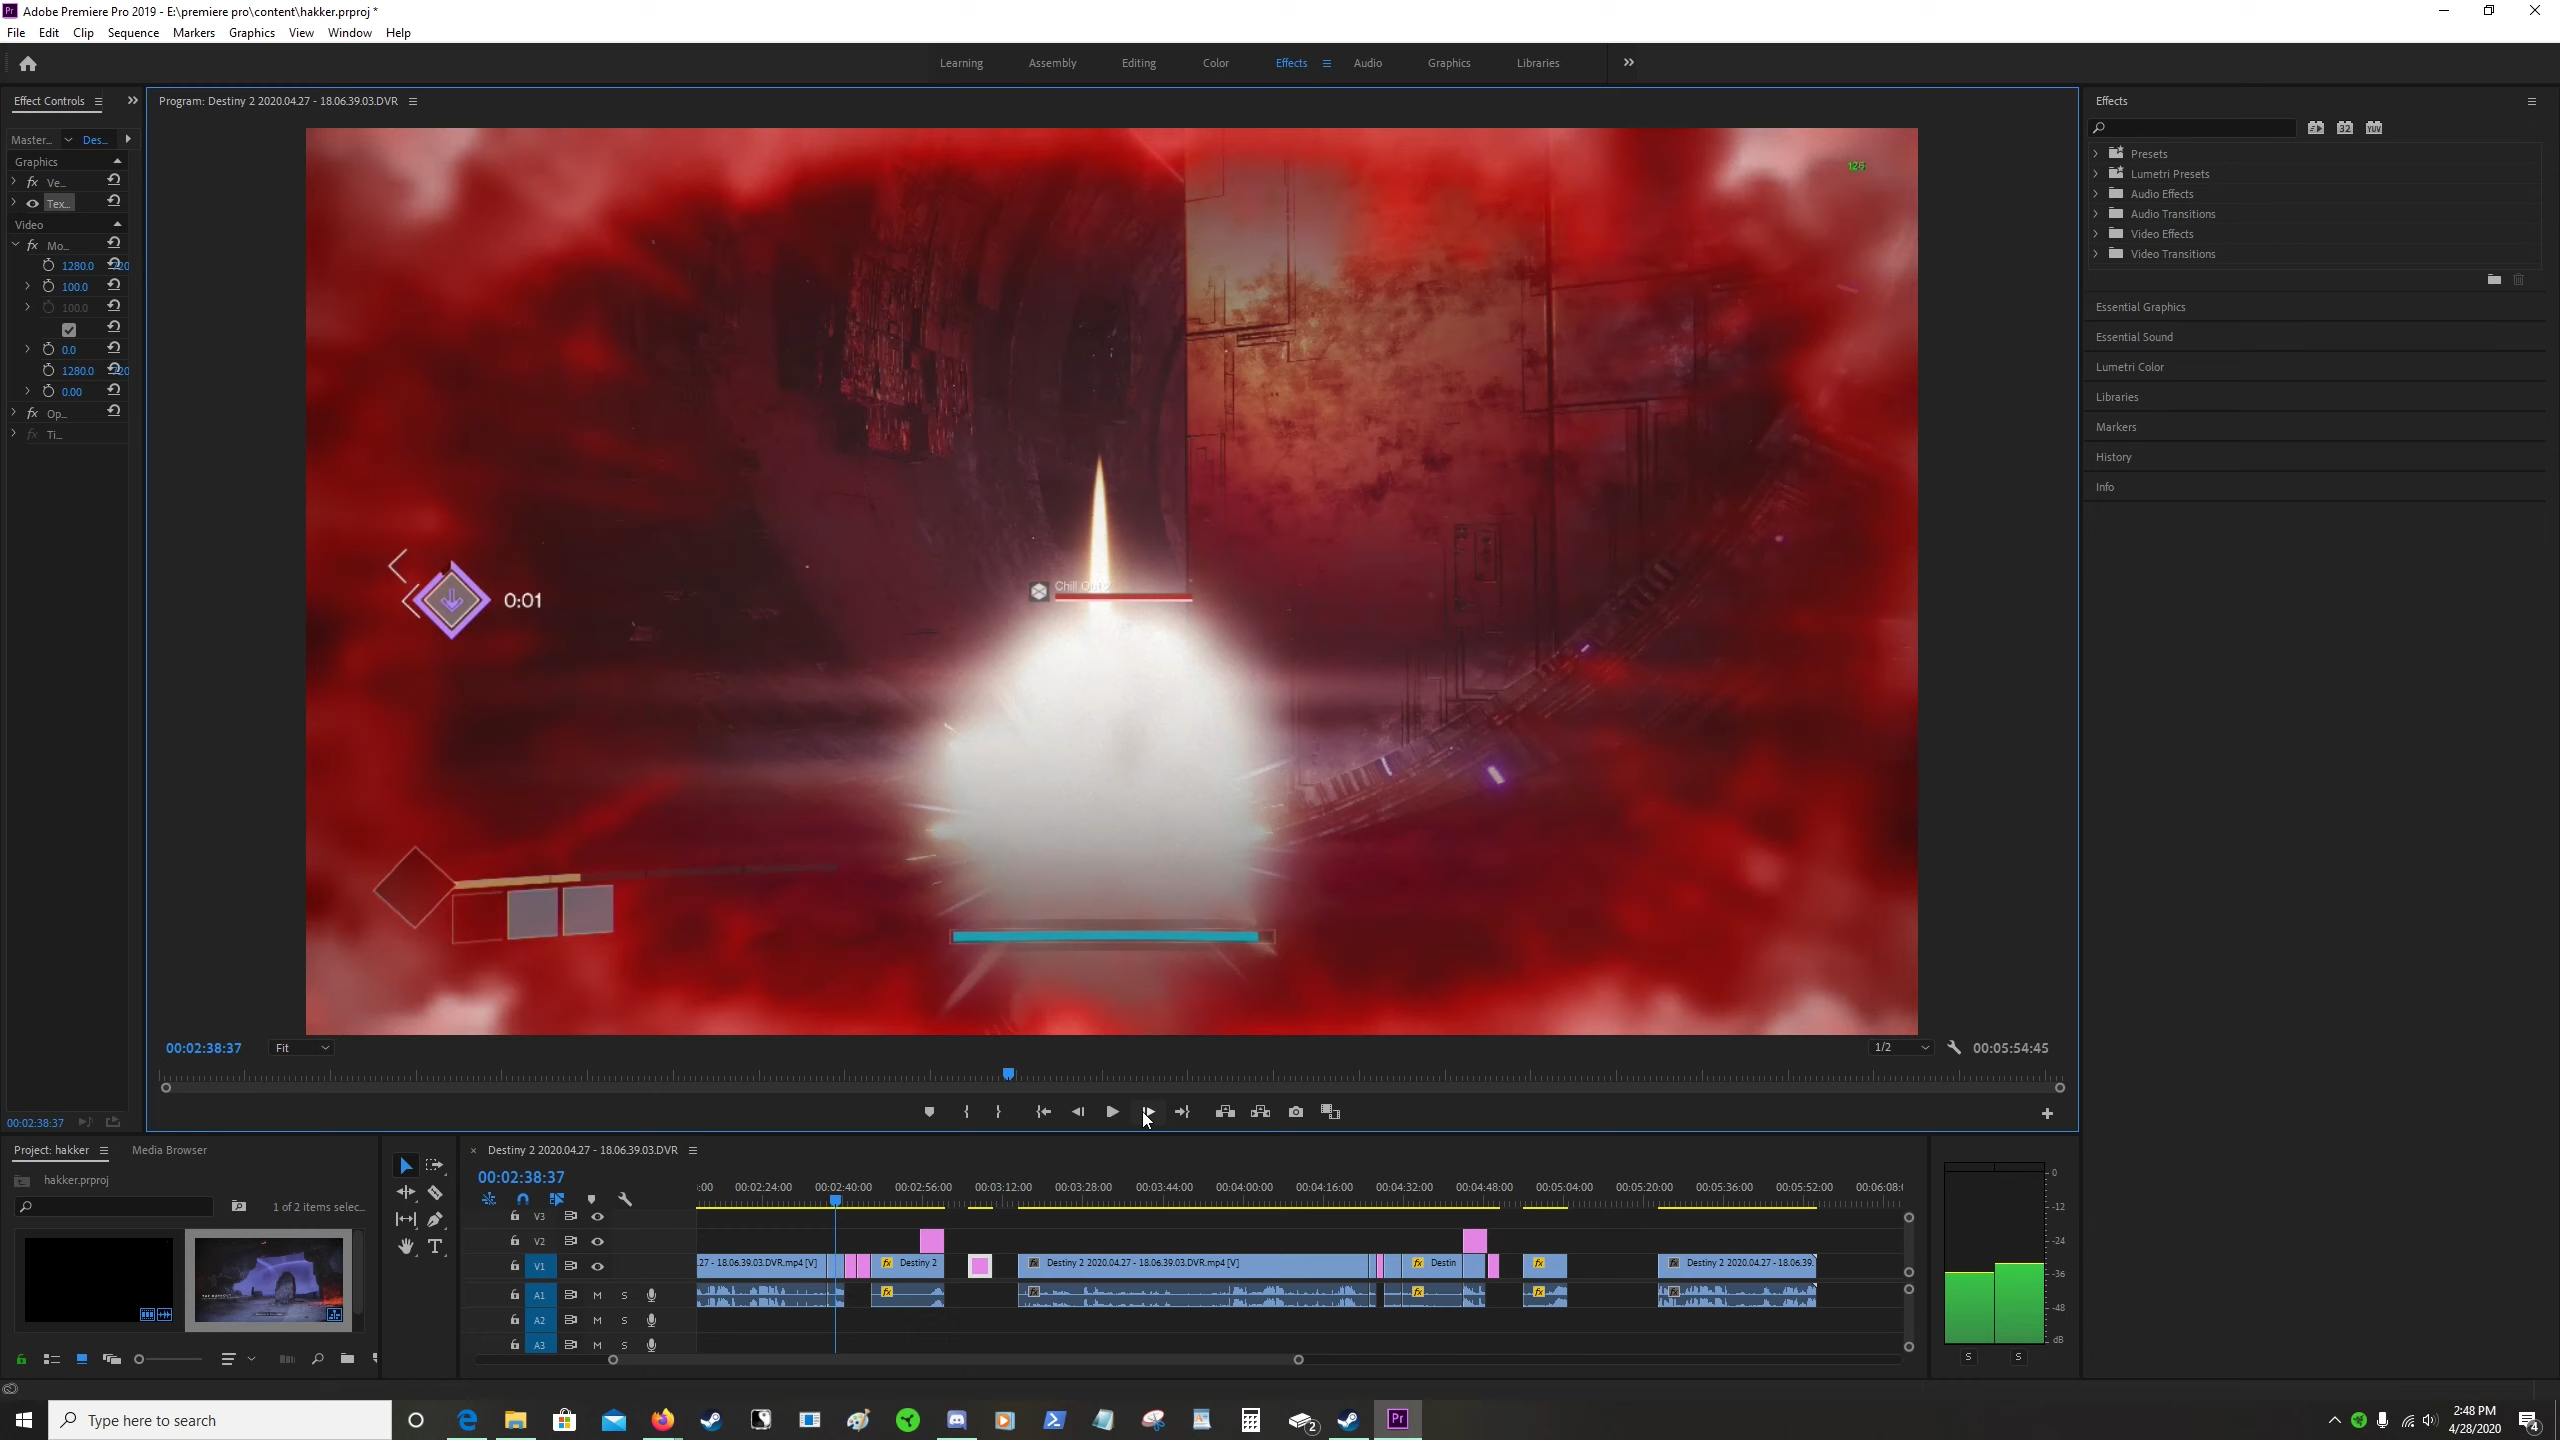 Adobe Premiere Pro 2019 - E:\premiere pro\content\hakker.prproj *
File Edit Clip Sequence Markers Graphics View Window Help
Learning Assembly Editing Color Effects Audio Graphics Libraries
Effect Controls
Program: Destiny 2 2020.04.27 - 18.06.39.03.DVR
Effects
Master... Des...
Graphics
fx Ve...
Tex...
Video
fx Mo...
1280.0 720
100.0
100.0
0.0
1280.0 720
0.00
fx Op...
fx Ti...
0:01
Presets
Lumetri Presets
Audio Effects
Audio Transitions
Video Effects
Video Transitions
Essential Graphics
Essential Sound
Lumetri Color
Libraries
Markers
History
Info
00:02:38:37 Fit 1/2 00:05:54:45
00:02:38:37
Project: hakker Media Browser
hakker.prproj
1 of 2 items selec...
Destiny 2 2020.04.27 - 18.06.39.03.DVR
00:02:38:37
:00 00:02:24:00 00:02:40:00 00:02:56:00 00:03:12:00 00:03:28:00 00:03:44:00 00:04:00:00 00:04:16:00 00:04:32:00 00:04:48:00 00:05:04:00 00:05:20:00 00:05:36:00 00:05:52:00 00:06:08:
V3
V2
V1 27 - 18.06.39.03.DVR.mp4 [V] fx Destiny 2 fx Destiny 2 2020.04.27 - 18.06.39.03.DVR.mp4 [V] fx Destin fx fx Destiny 2 2020.04.27 - 18.06.39.
A1 M S fx fx fx fx fx
A2 M S
A3 M S
0
-12
-24
-36
-48
dB
S S
Type here to search
2
2:48 PM
4/28/2020
4